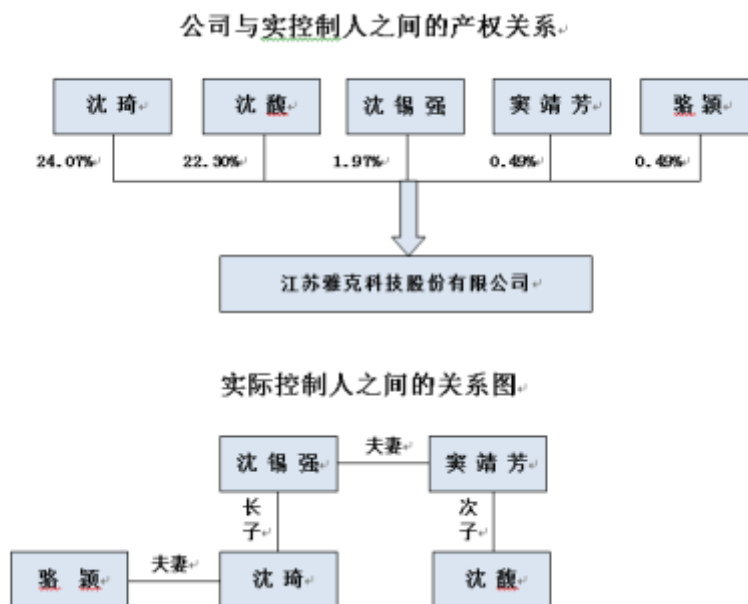 公司与实控制人之间的产权关系
沈 琦
沈 馥
沈 锡 强
窦 靖 芳
骆 颖
24.07%
22.30%
1.97%
0.49%
0.49%
江苏雅克科技股份有限公司
实际控制人之间的关系图
沈 锡 强
夫妻
窦 靖 芳
长
子
次
子
骆 颖
夫妻
沈 琦
沈 馥